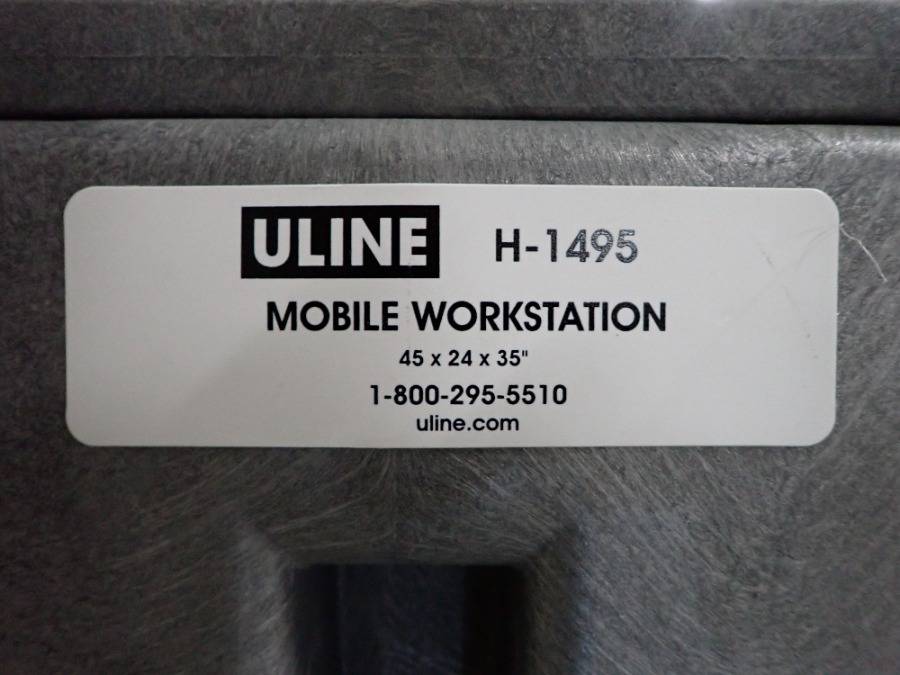 ULINE H-1495
MOBILE WORKSTATION
45 x 24 x 35"
1-800-295-5510
uline.com